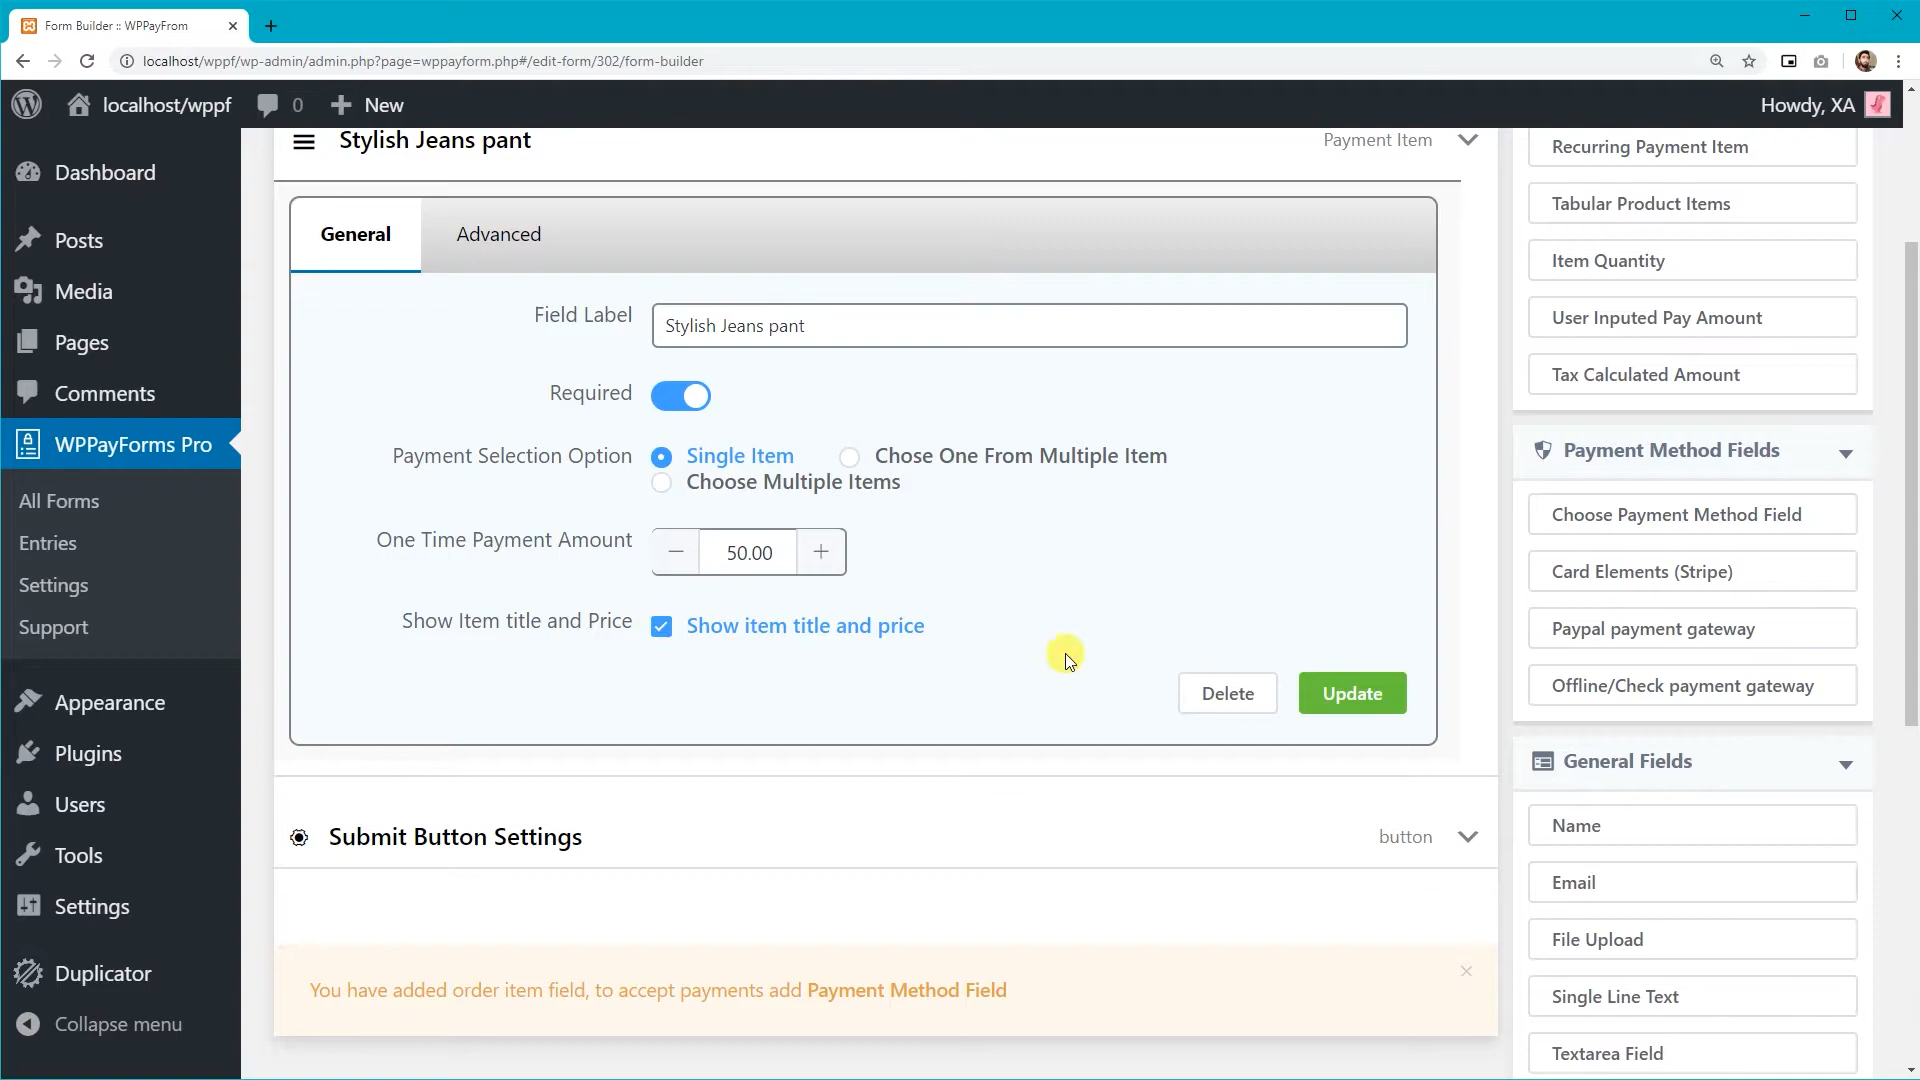 Form Builder :: WPPayFrom
localhost/wppf/wp-admin/admin.php?page=wppayform.php#/edit-form/302/form-builder
localhost/wppf
0
New
Howdy, XA
Dashboard
Posts
Media
Pages
Comments
WPPayForms Pro
All Forms
Entries
Settings
Support
Appearance
Plugins
Users
Tools
Settings
Duplicator
Collapse menu
Stylish Jeans pant
Payment Item
General
Advanced
Field Label
Stylish Jeans pant
Required
Payment Selection Option
Single Item
Chose One From Multiple Item
Choose Multiple Items
One Time Payment Amount
50.00
Show Item title and Price
Show item title and price
Delete
Update
Submit Button Settings
button
You have added order item field, to accept payments add Payment Method Field
Recurring Payment Item
Tabular Product Items
Item Quantity
User Inputed Pay Amount
Tax Calculated Amount
Payment Method Fields
Choose Payment Method Field
Card Elements (Stripe)
Paypal payment gateway
Offline/Check payment gateway
General Fields
Name
Email
File Upload
Single Line Text
Textarea Field